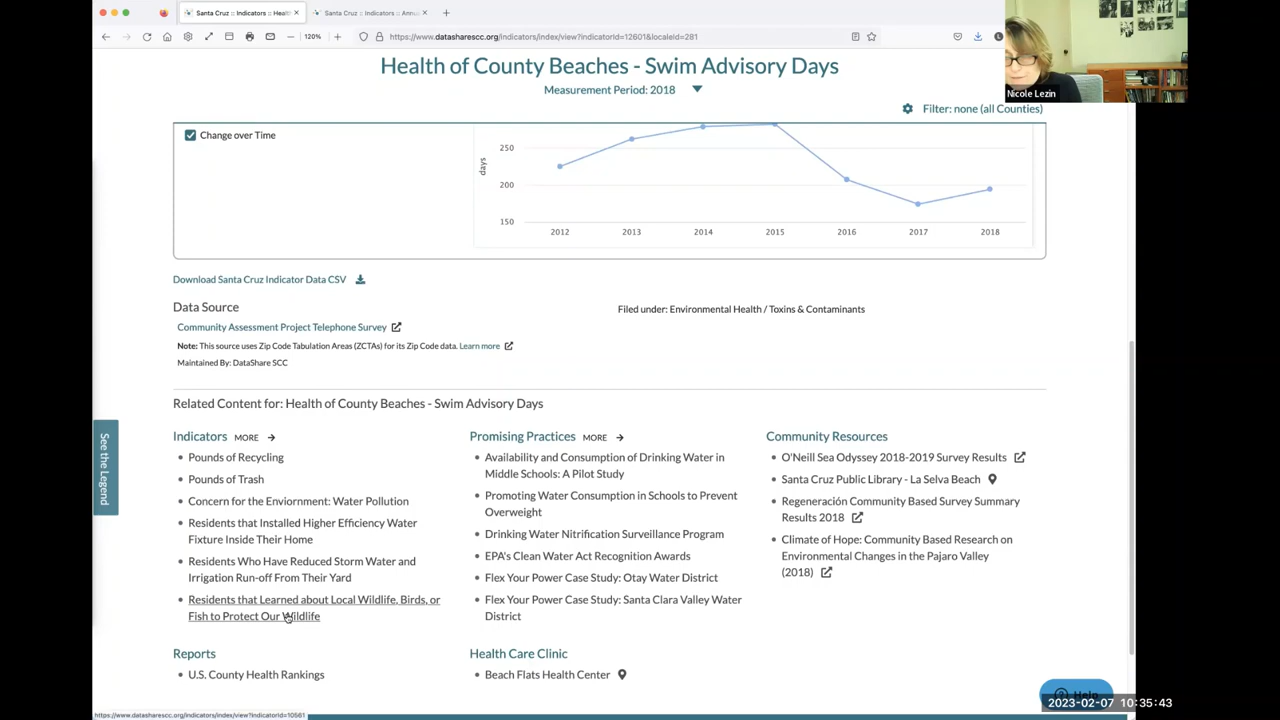 Santa Cruz :: Indicators :: Healt
Santa Cruz :: Indicators :: Annu
120%
https://www.datasharescc.org/indicators/index/view?indicatorId=12601&localeId=281
Health of County Beaches - Swim Advisory Days
Measurement Period: 2018
Nicole Lezin
Filter: none (all Counties)
Change over Time
days
250
200
150
2012 2013 2014 2015 2016 2017 2018
Download Santa Cruz Indicator Data CSV
Data Source
Filed under: Environmental Health / Toxins & Contaminants
Community Assessment Project Telephone Survey
Note: This source uses Zip Code Tabulation Areas (ZCTAs) for its Zip Code data. Learn more
Maintained By: DataShare SCC
See the Legend
Related Content for: Health of County Beaches - Swim Advisory Days
Indicators MORE
Pounds of Recycling
Pounds of Trash
Concern for the Enviornment: Water Pollution
Residents that Installed Higher Efficiency Water
Fixture Inside Their Home
Residents Who Have Reduced Storm Water and
Irrigation Run-off From Their Yard
Residents that Learned about Local Wildlife, Birds, or
Fish to Protect Our Wildlife
Promising Practices MORE
Availability and Consumption of Drinking Water in
Middle Schools: A Pilot Study
Promoting Water Consumption in Schools to Prevent
Overweight
Drinking Water Nitrification Surveillance Program
EPA's Clean Water Act Recognition Awards
Flex Your Power Case Study: Otay Water District
Flex Your Power Case Study: Santa Clara Valley Water
District
Community Resources
O'Neill Sea Odyssey 2018-2019 Survey Results
Santa Cruz Public Library - La Selva Beach
Regeneración Community Based Survey Summary
Results 2018
Climate of Hope: Community Based Research on
Environmental Changes in the Pajaro Valley
(2018)
Reports
U.S. County Health Rankings
Health Care Clinic
Beach Flats Health Center
Help
2023-02-07 10:35:43
https://www.datasharescc.org/indicators/index/view?indicatorId=10561